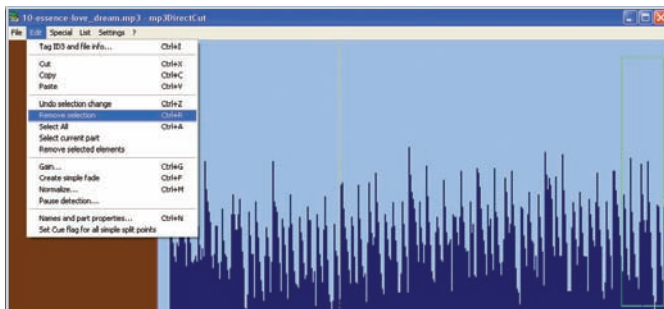 10-essence-love_dream.mp3 - mp3DirectCut
File Edit Special List Settings ?
Tag ID3 and file info... Ctrl+I
Cut Ctrl+X
Copy Ctrl+C
Paste Ctrl+V
Undo selection change Ctrl+Z
Remove selection Ctrl+R
Select All Ctrl+A
Select current part
Remove selected elements
Gain... Ctrl+G
Create simple fade Ctrl+F
Normalize... Ctrl+M
Pause detection...
Names and part properties... Ctrl+N
Set Cue flag for all simple split points